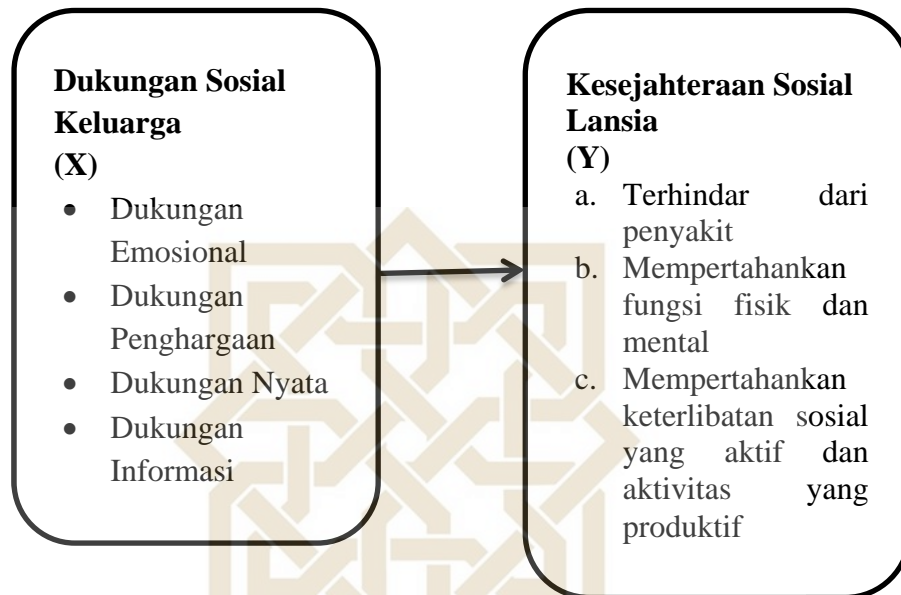 Dukungan Sosial
Keluarga
(X)
• Dukungan
Emosional
• Dukungan
Penghargaan
• Dukungan Nyata
• Dukungan
Informasi
Kesejahteraan Sosial
Lansia
(Y)
a. Terhindar dari
penyakit
b. Mempertahankan
fungsi fisik dan
mental
c. Mempertahankan
keterlibatan sosial
yang aktif dan
aktivitas yang
produktif